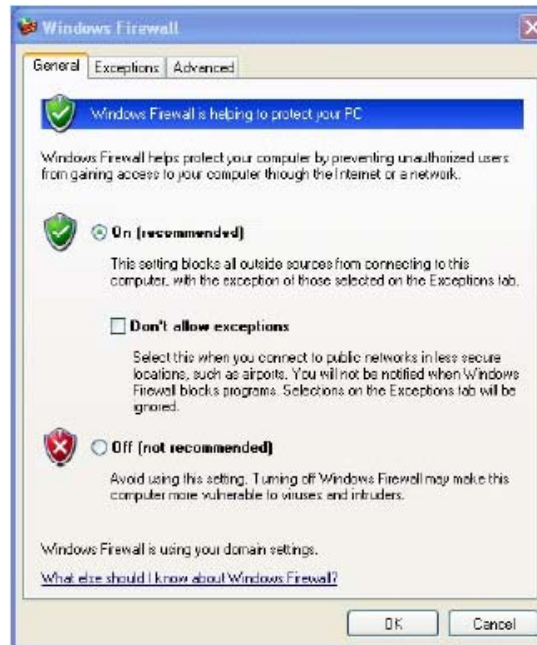 Windows Firewall
General Exceptions Advanced
Windows Firewall is helping to protect your PC
Windows Firewall helps protect your computer by preventing unauthorized users
from gaining access to your computer through the Internet or a network.
On (recommended)
This setting blocks all outside sources from connecting to this
computer, with the exception of those selected on the Exceptions tab.
Don't allow exceptions
Select this when you connect to public networks in less secure
locations, such as airports. You will not be notified when Windows
Firewall blocks programs. Selections on the Exceptions tab will be
ignored.
Off (not recommended)
Avoid using this setting. Turning off Windows Firewall may make this
computer more vulnerable to viruses and intruders.
Windows Firewall is using your domain settings.
What else should I know about Windows Firewall?
OK Cancel